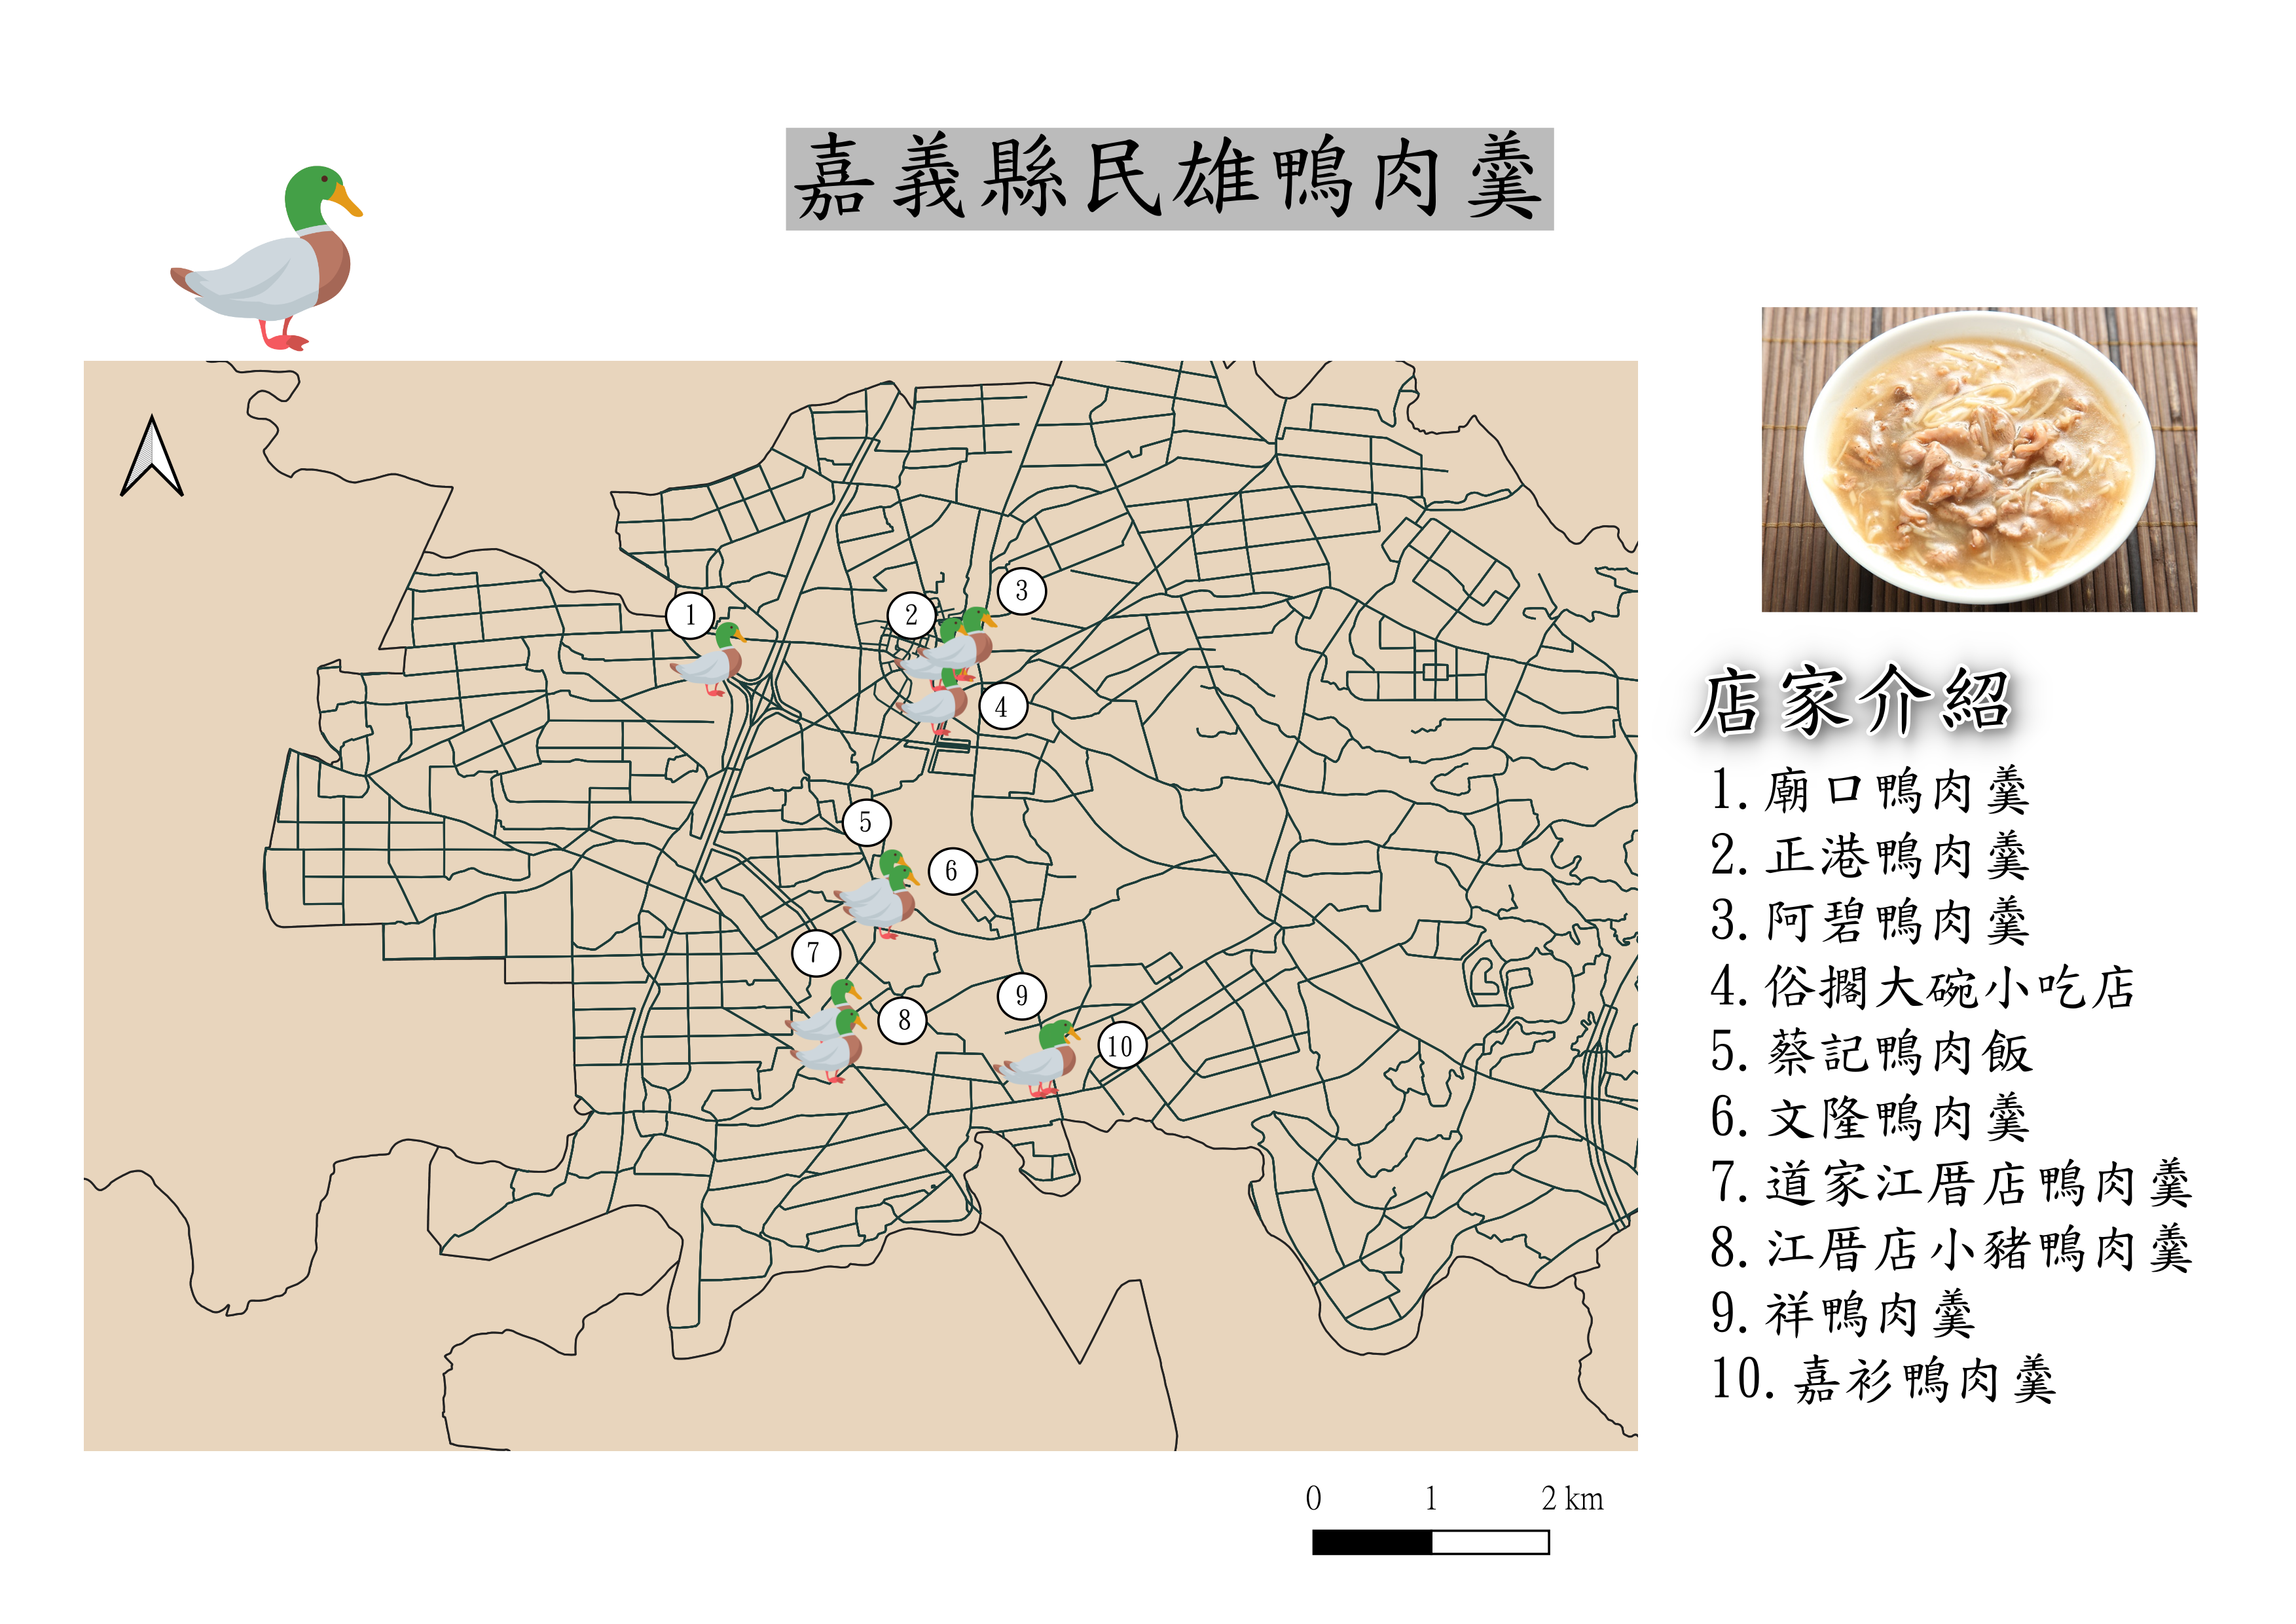 嘉義縣民雄鴨肉羹
1
2
3
4
5
6
7
8
9
10
店家介紹
1.廟口鴨肉羹
2.正港鴨肉羹
3.阿碧鴨肉羹
4.俗擱大碗小吃店
5.蔡記鴨肉飯
6.文隆鴨肉羹
7.道家江厝店鴨肉羹
8.江厝店小豬鴨肉羹
9.祥鴨肉羹
10.嘉衫鴨肉羹
0 1 2 km